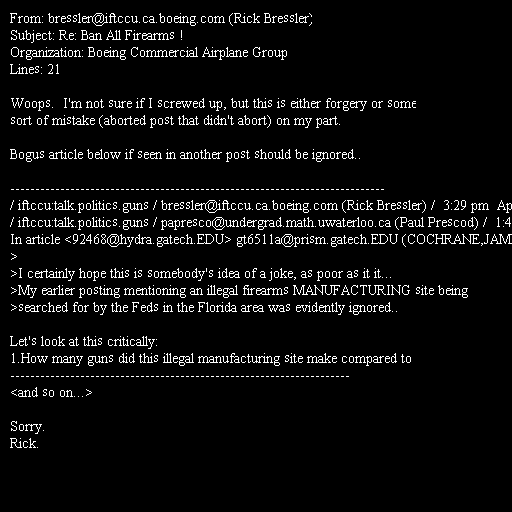 From: bressler@iftccu.ca.boeing.com (Rick Bressler)
Subject: Re: Ban All Firearms !
Organization: Boeing Commercial Airplane Group
Lines: 21

Woops.  I'm not sure if I screwed up, but this is either forgery or some
sort of mistake (aborted post that didn't abort) on my part.

Bogus article below if seen in another post should be ignored..

---------------------------------------------------------------------------
/ iftccu:talk.politics.guns / bressler@iftccu.ca.boeing.com (Rick Bressler) /  3:29 pm  Ap
/ iftccu:talk.politics.guns / papresco@undergrad.math.uwaterloo.ca (Paul Prescod) /  1:4
In article <92468@hydra.gatech.EDU> gt6511a@prism.gatech.EDU (COCHRANE,JAM
>
>I certainly hope this is somebody's idea of a joke, as poor as it it...
>My earlier posting mentioning an illegal firearms MANUFACTURING site being
>searched for by the Feds in the Florida area was evidently ignored..

Let's look at this critically:
1.How many guns did this illegal manufacturing site make compared to
--------------------------------------------------------------------
<and so on...>

Sorry.
Rick.